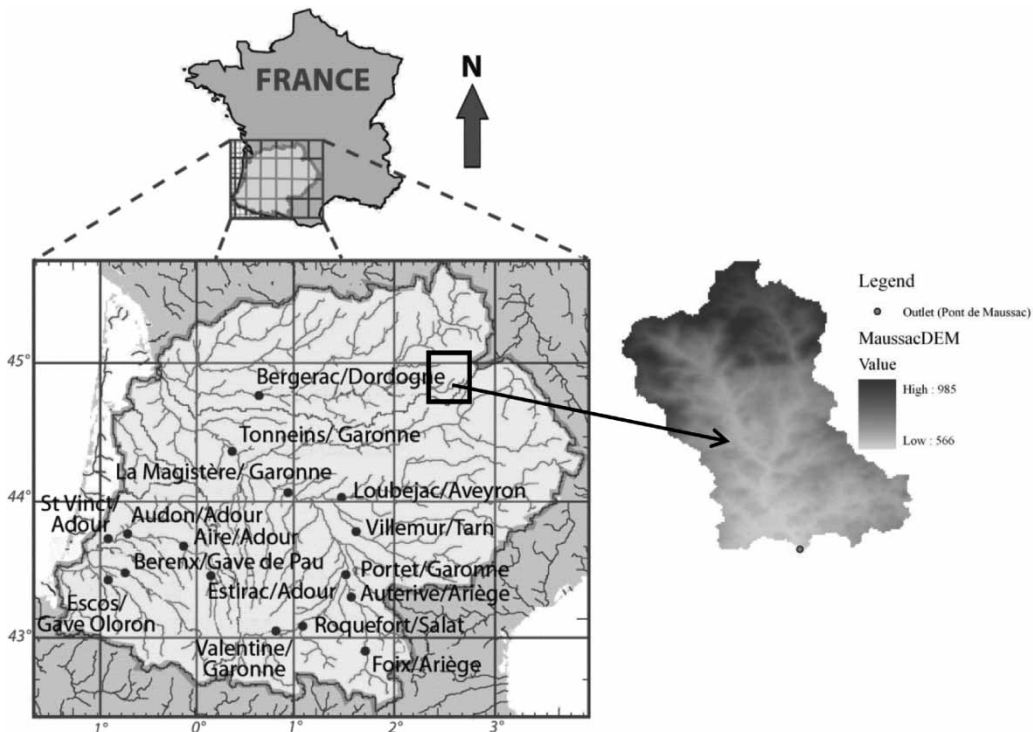 FRANCE
N
45°
44°
43°
1°
0°
1°
2°
3°
Bergerac/Dordogne
Tonneins/ Garonne
La Magistère/ Garonne
Loubejac/Aveyron
St Vinct/
Adour
Audon/Adour
Aire/Adour
Villemur/Tarn
Berenx/Gave de Pau
Portet/Garonne
Estirac/Adour
Auterive/Ariège
Escos/
Gave Oloron
Roquefort/Salat
Valentine/
Garonne
Foix/Ariège
Legend
Outlet (Pont de Maussac)
MaussacDEM
Value
High : 985
Low : 566